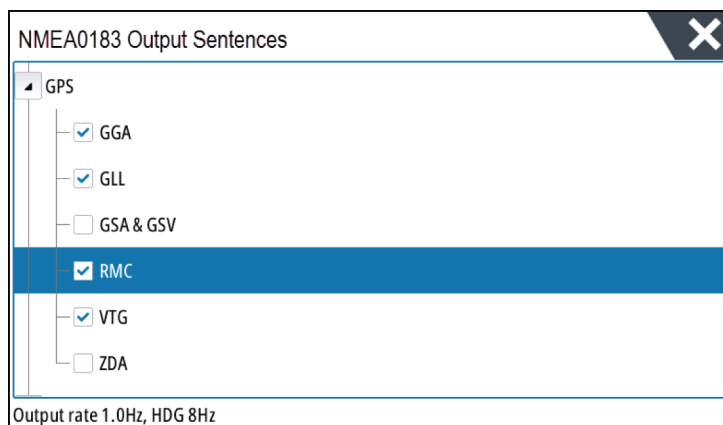 NMEA0183 Output Sentences
GPS
GGA
GLL
GSA & GSV
RMC
VTG
ZDA
Output rate 1.0Hz, HDG 8Hz